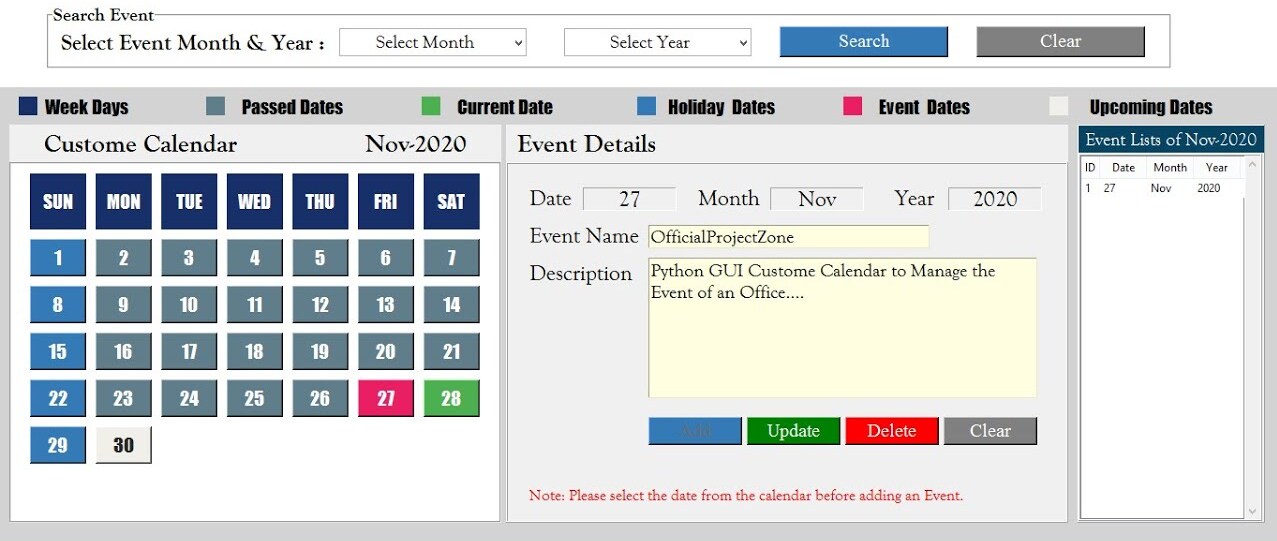 Search Event
Select Event Month & Year : Select Month Select Year Search Clear
Week Days Passed Dates Current Date Holiday Dates Event Dates Upcoming Dates
Custome Calendar Nov-2020
SUN MON TUE WED THU FRI SAT
1 2 3 4 5 6 7
8 9 10 11 12 13 14
15 16 17 18 19 20 21
22 23 24 25 26 27 28
29 30
Event Details
Date 27 Month Nov Year 2020
Event Name OfficialProjectZone
Description Python GUI Custome Calendar to Manage the
Event of an Office....
Add Update Delete Clear
Note: Please select the date from the calendar before adding an Event.
Event Lists of Nov-2020
ID Date Month Year
1 27 Nov 2020